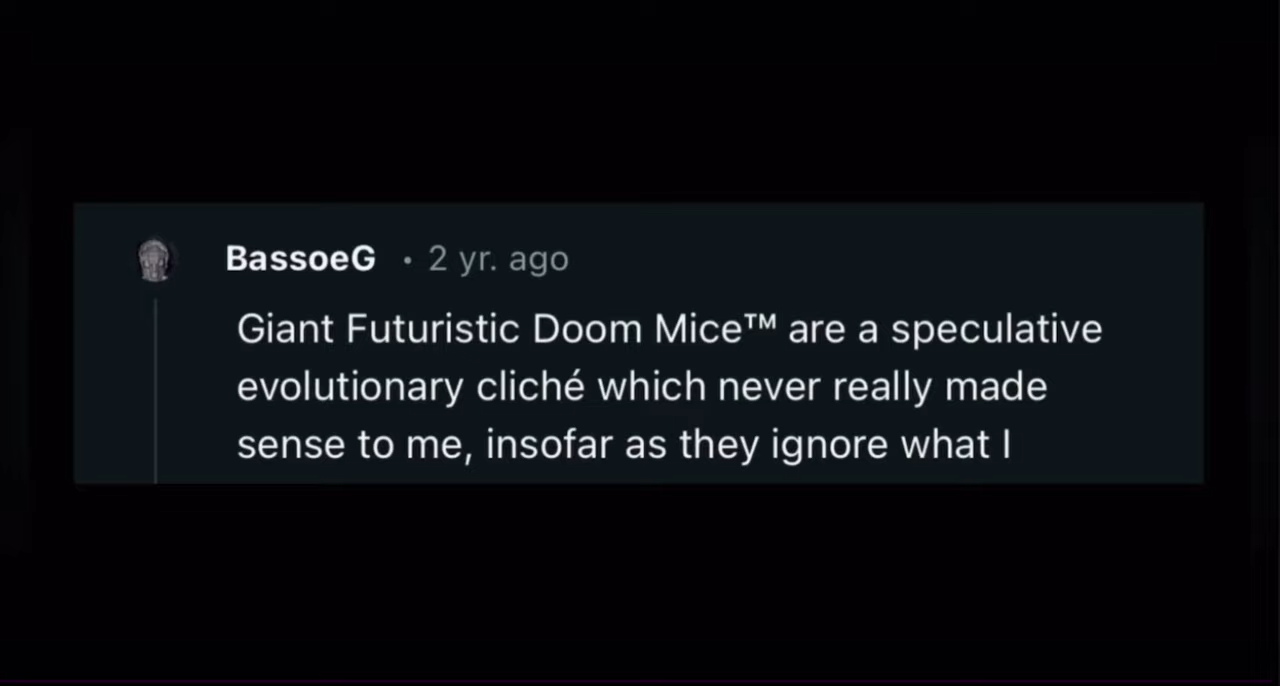 BassoeG • 2 yr. ago
Giant Futuristic Doom Mice™ are a speculative
evolutionary cliché which never really made
sense to me, insofar as they ignore what I